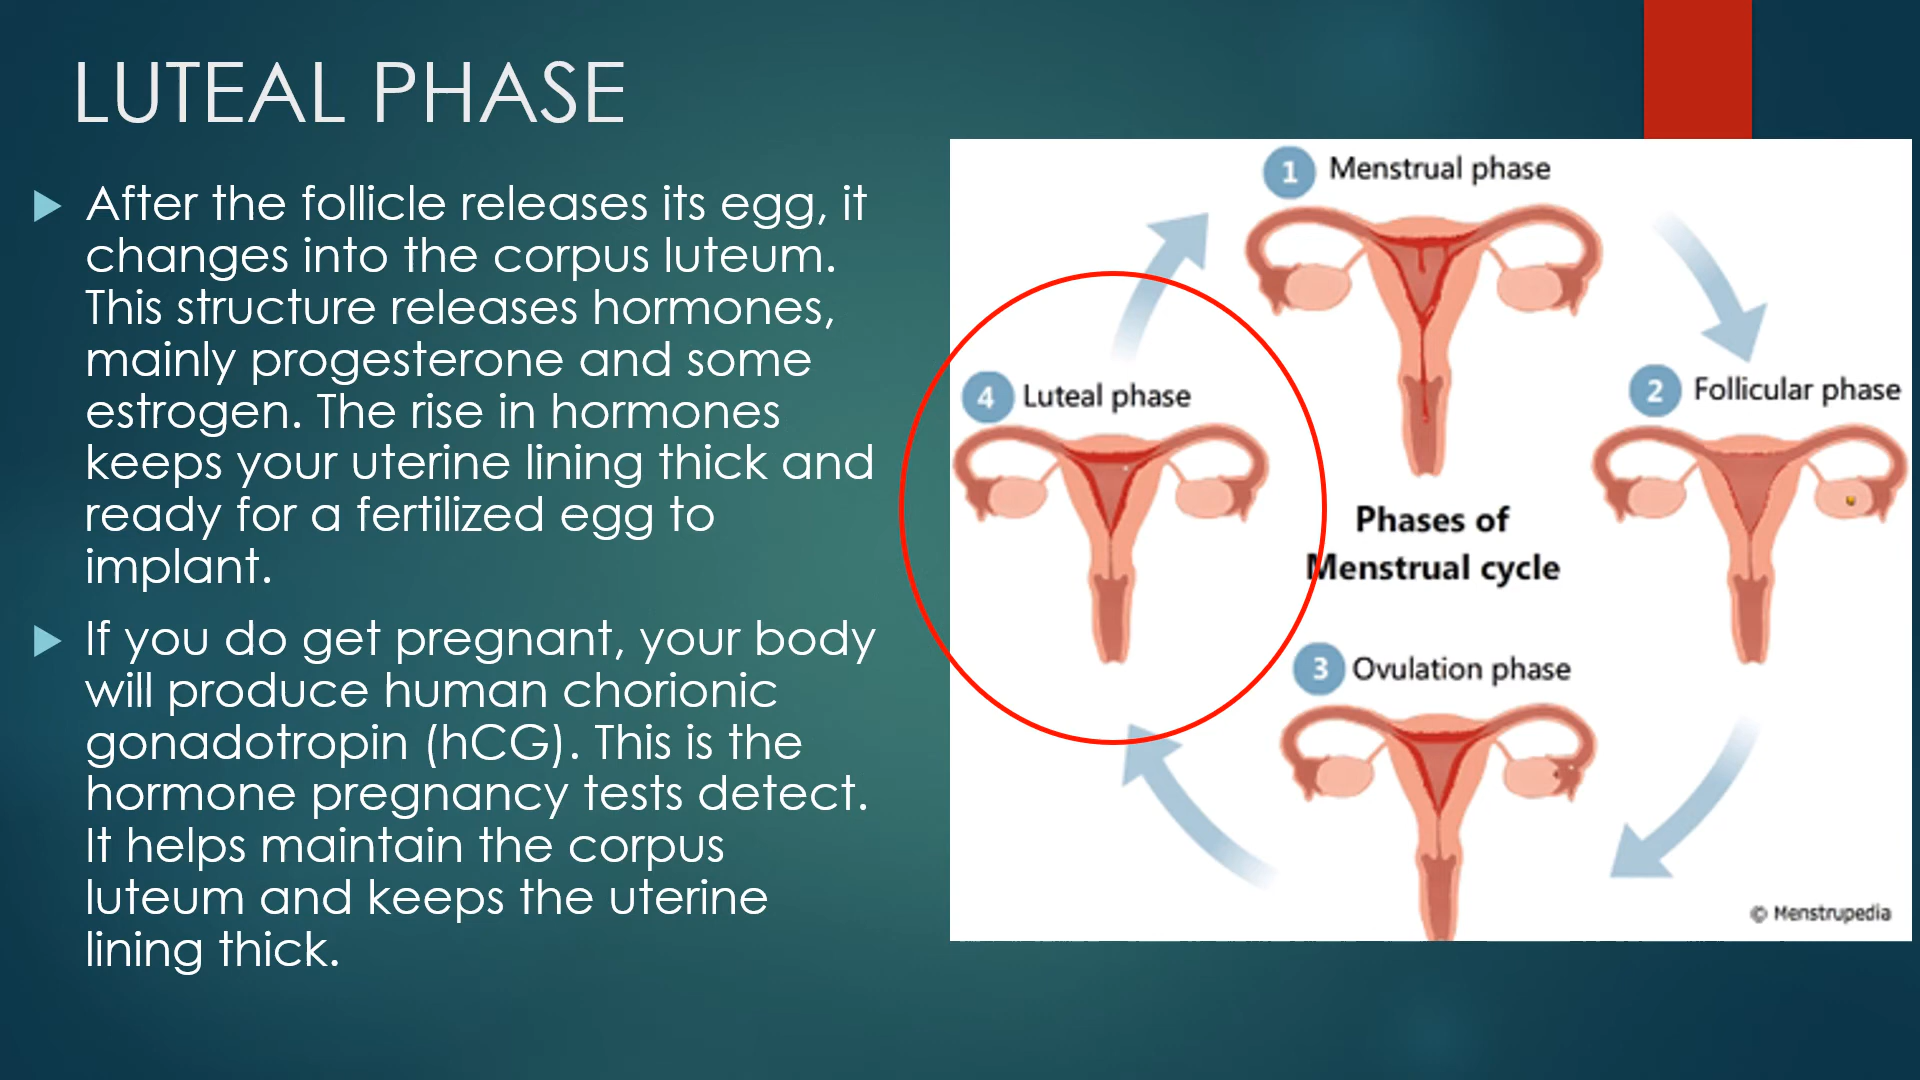 LUTEAL PHASE
After the follicle releases its egg, it
changes into the corpus luteum.
This structure releases hormones,
mainly progesterone and some
estrogen. The rise in hormones
keeps your uterine lining thick and
ready for a fertilized egg to
implant.
If you do get pregnant, your body
will produce human chorionic
gonadotropin (hCG). This is the
hormone pregnancy tests detect.
It helps maintain the corpus
luteum and keeps the uterine
lining thick.
1 Menstrual phase
2 Follicular phase
3 Ovulation phase
4 Luteal phase
Phases of
Menstrual cycle
© Menstrupedia